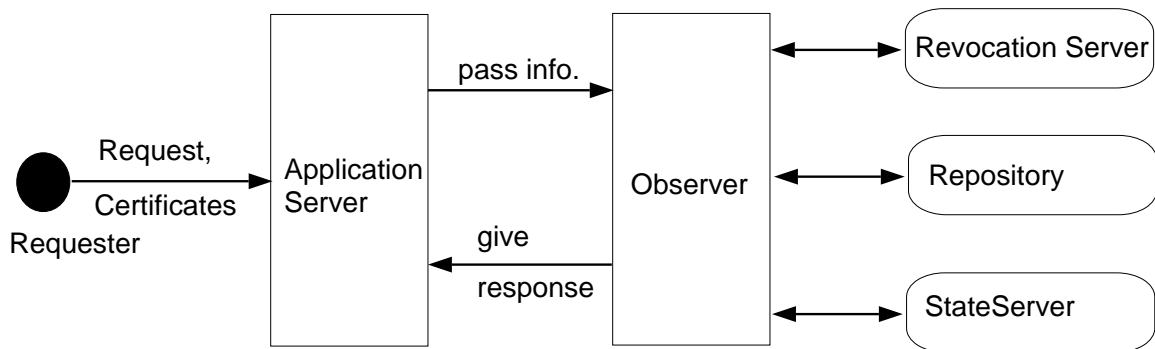 Request,
Certificates
Requester
Application
Server
pass info.
give
response
Observer
Revocation Server
Repository
StateServer